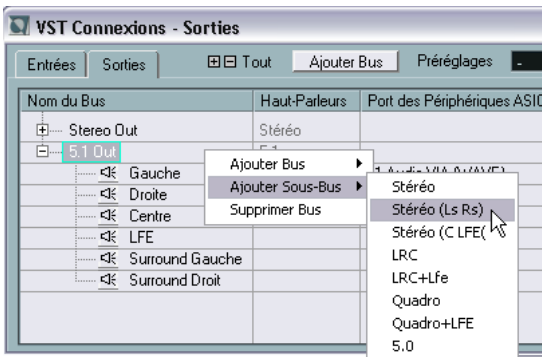 VST Connexions - Sorties
Entrées Sorties Tout Ajouter Bus Préréglages -
Nom du Bus Haut-Parleurs Port des Périphériques ASIO
Stereo Out Stéréo
5.1 Out
Gauche
Droite
Centre
LFE
Surround Gauche
Surround Droit
Ajouter Bus
Ajouter Sous-Bus
Supprimer Bus
Stéréo
Stéréo (Ls Rs)
Stéréo (C LFE(
LRC
LRC+Lfe
Quadro
Quadro+LFE
5.0